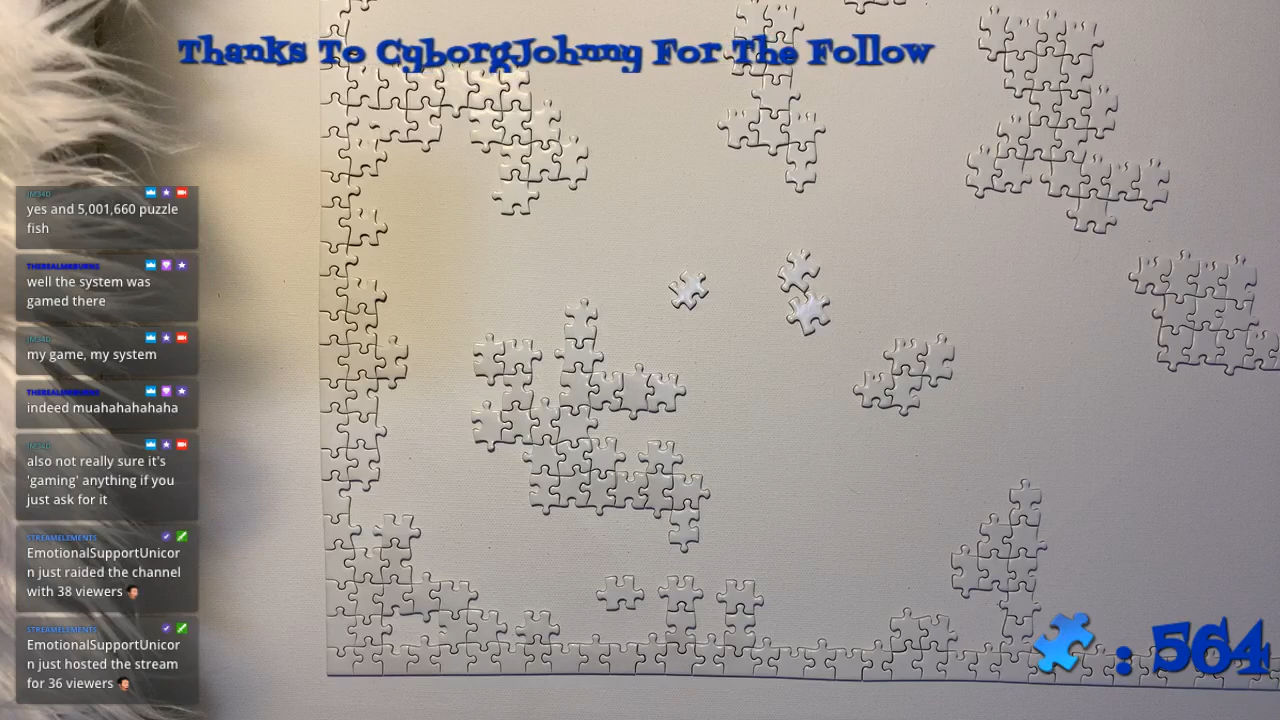 Thanks To CyborgJohnny For The Follow
IM340
yes and 5,001,660 puzzle
fish
well the system was
gamed there
my game, my system
indeed muahahahahaha
also not really sure it's
'gaming' anything if you
just ask for it
STREAMELEMENTS
EmotionalSupportUnicor
n just raided the channel
with 38 viewers
STREAMELEMENTS
EmotionalSupportUnicor
n just hosted the stream
for 36 viewers
: 564